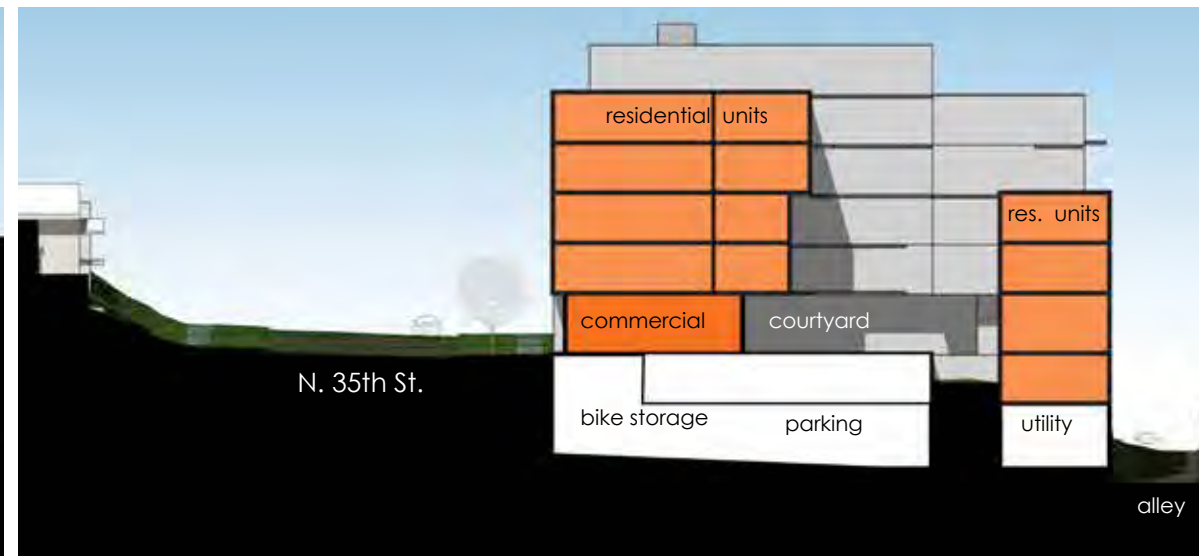 residential units
res. units
commercial
courtyard
N. 35th St.
bike storage
parking
utility
alley